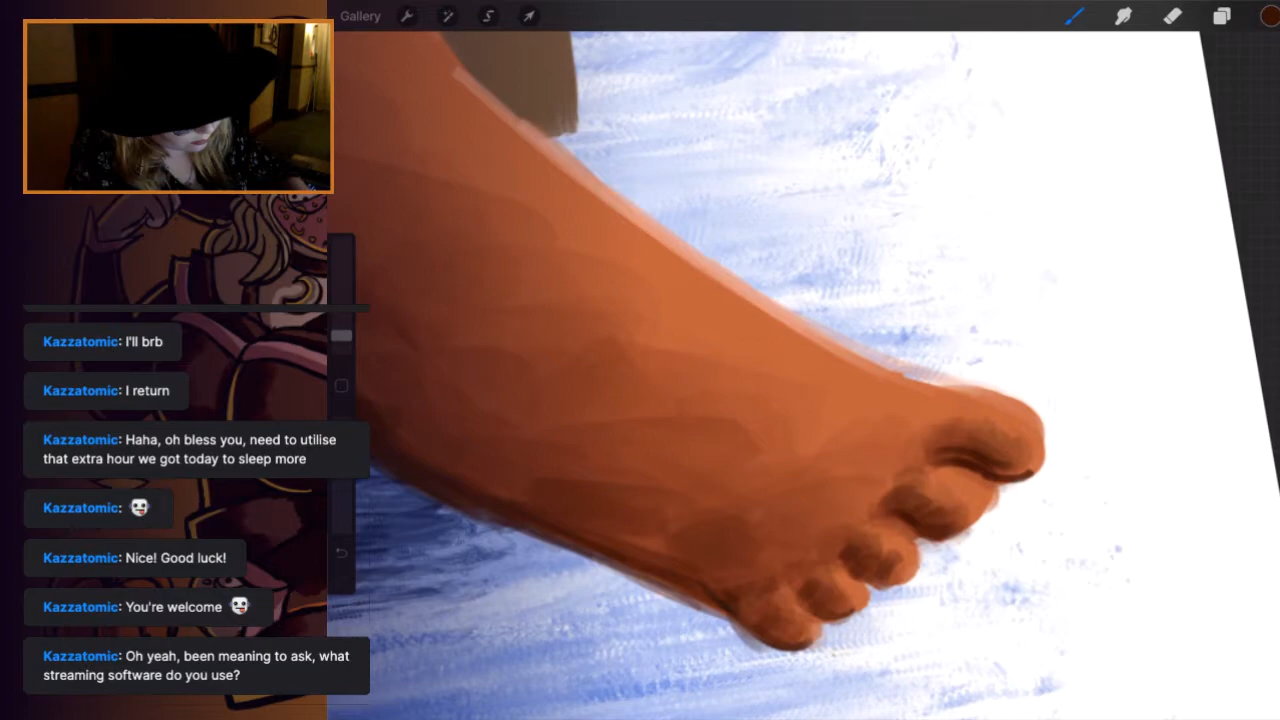 Gallery
Kazzatomic: I'll brb
Kazzatomic: I return
Kazzatomic: Haha, oh bless you, need to utilise
that extra hour we got today to sleep more
Kazzatomic:
Kazzatomic: Nice! Good luck!
Kazzatomic: You're welcome
Kazzatomic: Oh yeah, been meaning to ask, what
streaming software do you use?